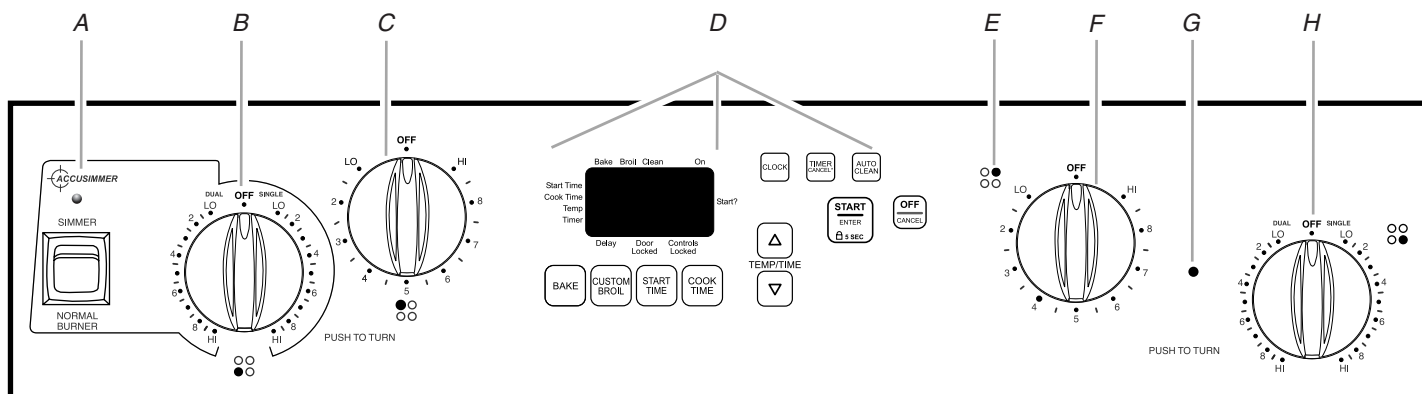 A B C D E F G H
ACCUSIMMER
SIMMER
NORMAL
BURNER
DUAL OFF SINGLE
LO LO
2 2
4 4
6 6
8 8
HI HI
OFF
LO HI
2 8
3 7
4 6
5
PUSH TO TURN
Bake Broil Clean On
Start Time
Cook Time
Temp
Timer
Start?
Delay Door Locked Controls Locked
BAKE
CUSTOM
BROIL
START
TIME
COOK
TIME
CLOCK
TIMER
CANCEL*
AUTO
CLEAN
START
ENTER
5 SEC
OFF
CANCEL
TEMP/TIME
OFF
LO HI
2 8
3 7
4 6
5
PUSH TO TURN
DUAL OFF SINGLE
LO LO
2 2
4 4
6 6
8 8
HI HI